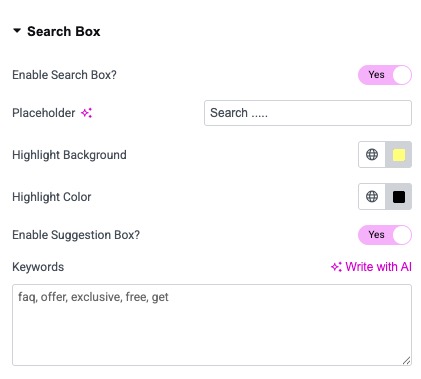 Search Box
Enable Search Box? Yes
Placeholder Search .....
Highlight Background
Highlight Color
Enable Suggestion Box? Yes
Keywords Write with AI
faq, offer, exclusive, free, get